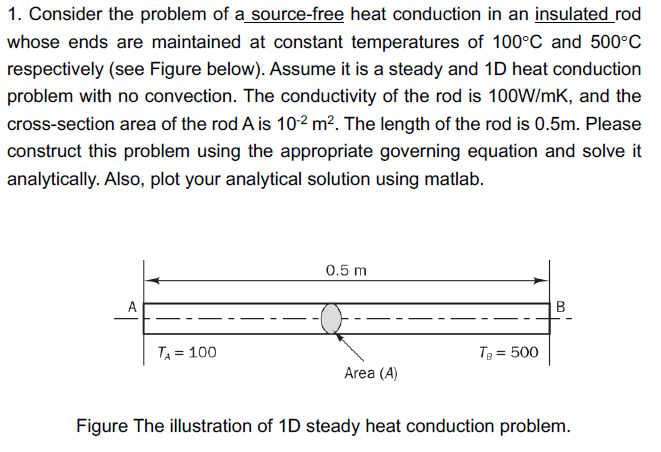 1. Consider the problem of a source-free heat conduction in an insulated rod
whose ends are maintained at constant temperatures of 100°C and 500°C
respectively (see Figure below). Assume it is a steady and 1D heat conduction
problem with no convection. The conductivity of the rod is 100W/mK, and the
cross-section area of the rod A is 10⁻² m². The length of the rod is 0.5m. Please
construct this problem using the appropriate governing equation and solve it
analytically. Also, plot your analytical solution using matlab.
0.5 m
A
B
T_A = 100
T_B = 500
Area (A)
Figure The illustration of 1D steady heat conduction problem.